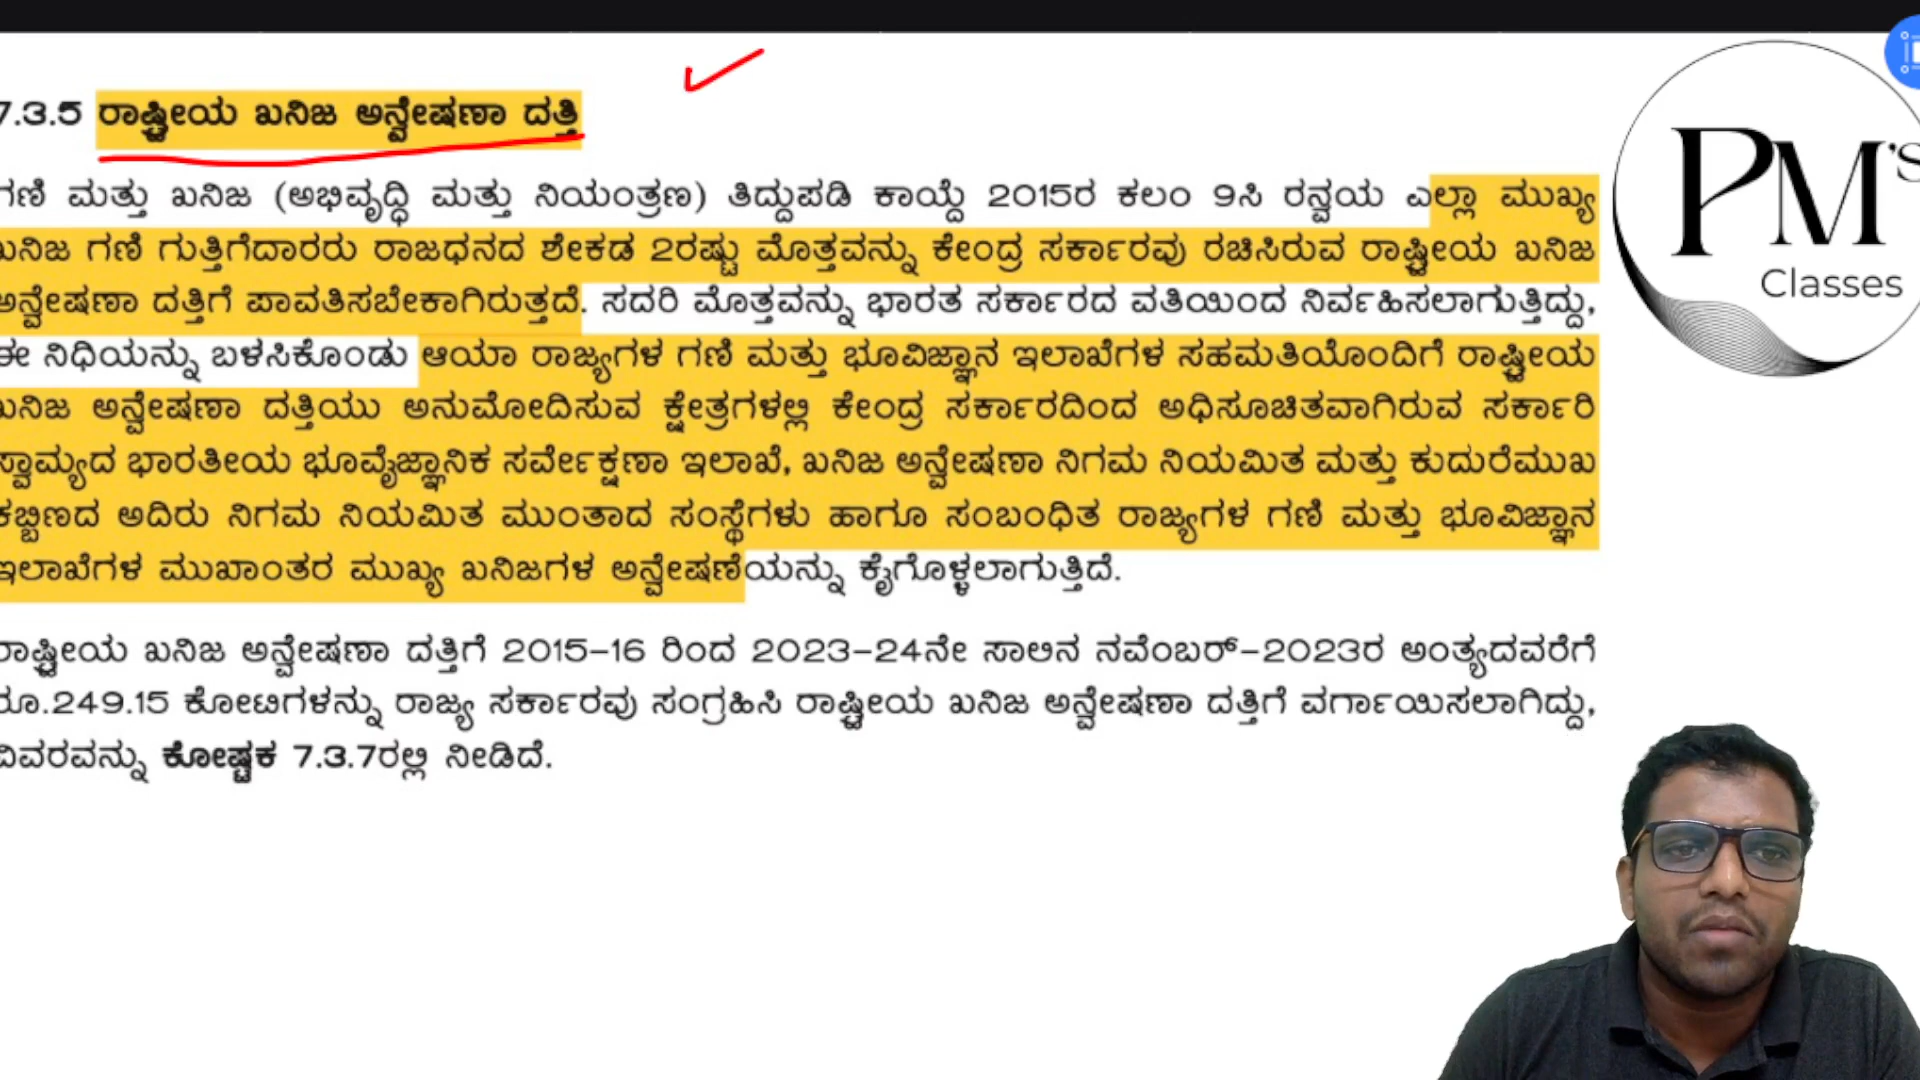 7.3.5 ರಾಷ್ಟ್ರೀಯ ಖನಿಜ ಅನ್ವೇಷಣಾ ದತ್ತಿ
ಗಣಿ ಮತ್ತು ಖನಿಜ (ಅಭಿವೃದ್ಧಿ ಮತ್ತು ನಿಯಂತ್ರಣ) ತಿದ್ದುಪಡಿ ಕಾಯ್ದೆ 2015ರ ಕಲಂ 9ಸಿ ರನ್ವಯ ಎಲ್ಲಾ ಮುಖ್ಯ
ಖನಿಜ ಗಣಿ ಗುತ್ತಿಗೆದಾರರು ರಾಜಧನದ ಶೇಕಡ 2ರಷ್ಟು ಮೊತ್ತವನ್ನು ಕೇಂದ್ರ ಸರ್ಕಾರವು ರಚಿಸಿರುವ ರಾಷ್ಟ್ರೀಯ ಖನಿಜ
ಅನ್ವೇಷಣಾ ದತ್ತಿಗೆ ಪಾವತಿಸಬೇಕಾಗಿರುತ್ತದೆ. ಸದರಿ ಮೊತ್ತವನ್ನು ಭಾರತ ಸರ್ಕಾರದ ವತಿಯಿಂದ ನಿರ್ವಹಿಸಲಾಗುತ್ತಿದ್ದು,
ಈ ನಿಧಿಯನ್ನು ಬಳಸಿಕೊಂಡು ಆಯಾ ರಾಜ್ಯಗಳ ಗಣಿ ಮತ್ತು ಭೂವಿಜ್ಞಾನ ಇಲಾಖೆಗಳ ಸಹಮತಿಯೊಂದಿಗೆ ರಾಷ್ಟ್ರೀಯ
ಖನಿಜ ಅನ್ವೇಷಣಾ ದತ್ತಿಯು ಅನುಮೋದಿಸುವ ಕ್ಷೇತ್ರಗಳಲ್ಲಿ ಕೇಂದ್ರ ಸರ್ಕಾರದಿಂದ ಅಧಿಸೂಚಿತವಾಗಿರುವ ಸರ್ಕಾರಿ
ಸ್ವಾಮ್ಯದ ಭಾರತೀಯ ಭೂವೈಜ್ಞಾನಿಕ ಸರ್ವೇಕ್ಷಣಾ ಇಲಾಖೆ, ಖನಿಜ ಅನ್ವೇಷಣಾ ನಿಗಮ ನಿಯಮಿತ ಮತ್ತು ಕುದುರೆಮುಖ
ಕಬ್ಬಿಣದ ಅದಿರು ನಿಗಮ ನಿಯಮಿತ ಮುಂತಾದ ಸಂಸ್ಥೆಗಳು ಹಾಗೂ ಸಂಬಂಧಿತ ರಾಜ್ಯಗಳ ಗಣಿ ಮತ್ತು ಭೂವಿಜ್ಞಾನ
ಇಲಾಖೆಗಳ ಮುಖಾಂತರ ಮುಖ್ಯ ಖನಿಜಗಳ ಅನ್ವೇಷಣೆಯನ್ನು ಕೈಗೊಳ್ಳಲಾಗುತ್ತಿದೆ.
ರಾಷ್ಟ್ರೀಯ ಖನಿಜ ಅನ್ವೇಷಣಾ ದತ್ತಿಗೆ 2015-16 ರಿಂದ 2023-24ನೇ ಸಾಲಿನ ನವೆಂಬರ್-2023ರ ಅಂತ್ಯದವರೆಗೆ
ರೂ.249.15 ಕೋಟಿಗಳನ್ನು ರಾಜ್ಯ ಸರ್ಕಾರವು ಸಂಗ್ರಹಿಸಿ ರಾಷ್ಟ್ರೀಯ ಖನಿಜ ಅನ್ವೇಷಣಾ ದತ್ತಿಗೆ ವರ್ಗಾಯಿಸಲಾಗಿದ್ದು,
ವಿವರವನ್ನು ಕೋಷ್ಟಕ 7.3.7ರಲ್ಲಿ ನೀಡಿದೆ.
PM's
Classes